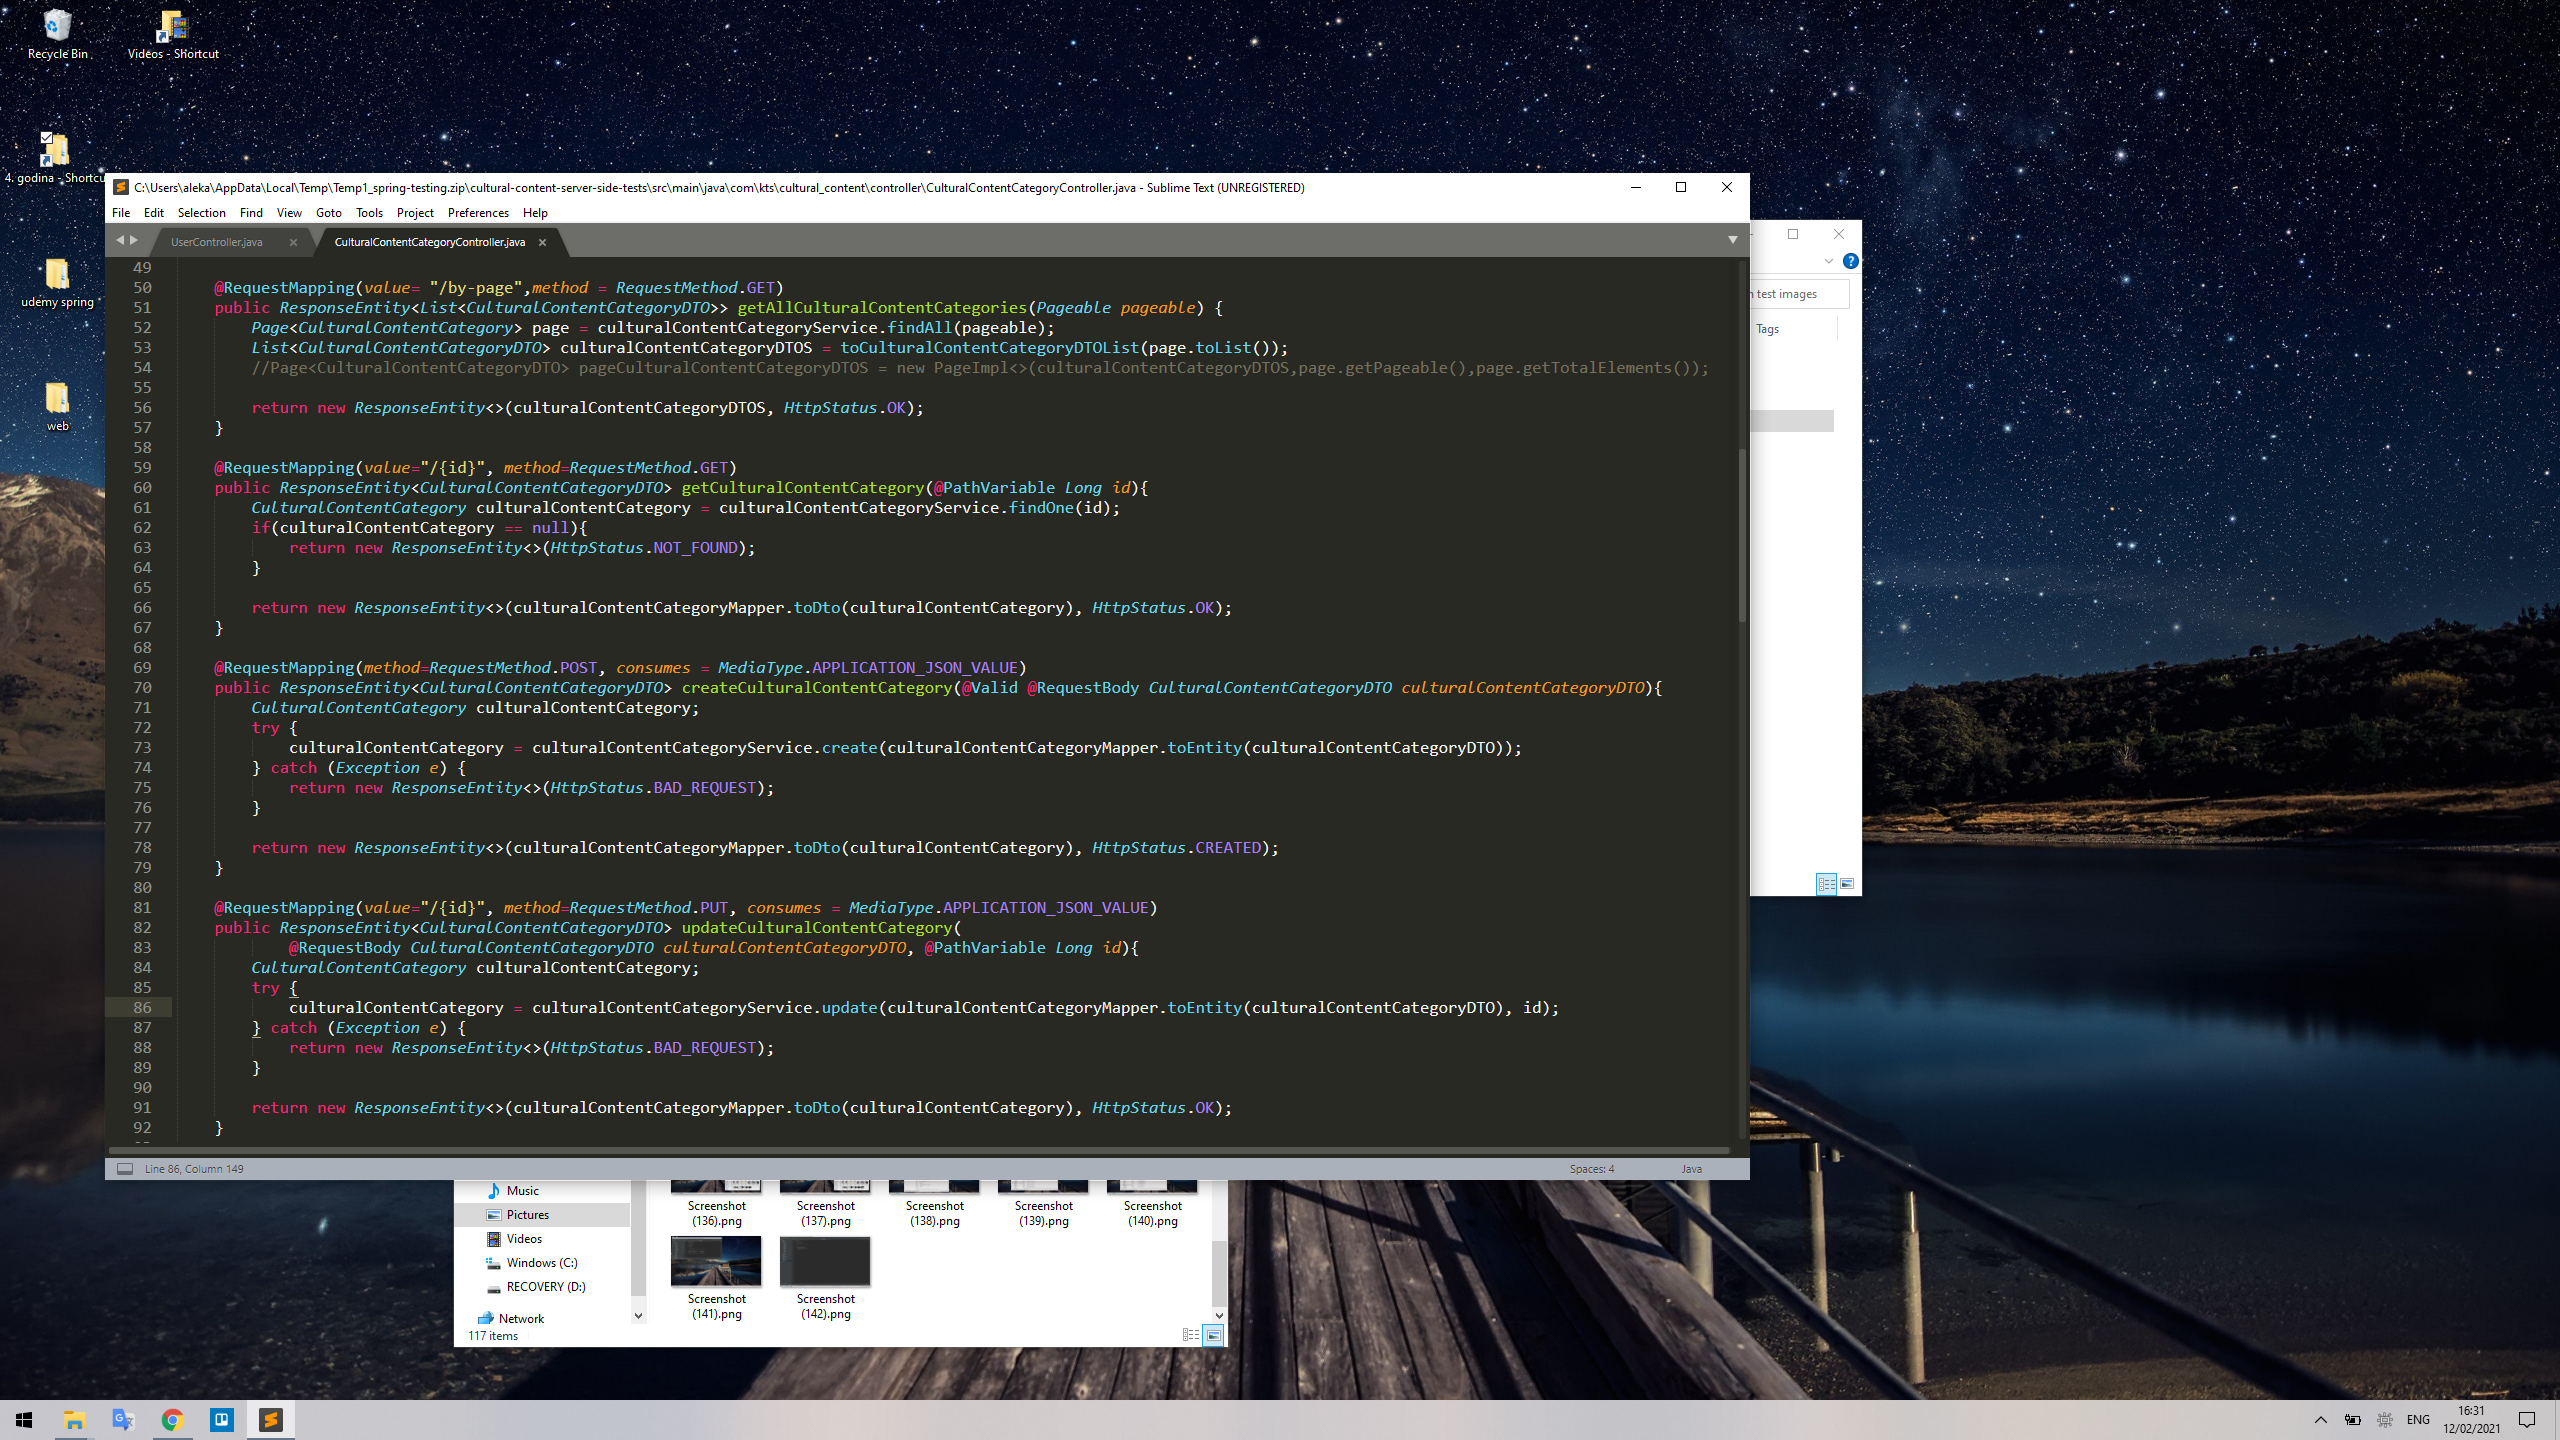 Recycle Bin
Videos - Shortcut
4. godina - Shortcu
udemy spring
web
C:\Users\aleka\AppData\Local\Temp\Temp1_spring-testing.zip\cultural-content-server-side-tests\src\main\java\com\kts\cultural_content\controller\CulturalContentCategoryController.java - Sublime Text (UNREGISTERED)
File Edit Selection Find View Goto Tools Project Preferences Help
UserController.java
CulturalContentCategoryController.java
49
50 @RequestMapping(value= "/by-page",method = RequestMethod.GET)
51 public ResponseEntity<List<CulturalContentCategoryDTO>> getAllCulturalContentCategories(Pageable pageable) {
52 Page<CulturalContentCategory> page = culturalContentCategoryService.findAll(pageable);
53 List<CulturalContentCategoryDTO> culturalContentCategoryDTOS = toCulturalContentCategoryDTOList(page.toList());
54 //Page<CulturalContentCategoryDTO> pageCulturalContentCategoryDTOS = new PageImpl<>(culturalContentCategoryDTOS,page.getPageable(),page.getTotalElements());
55
56 return new ResponseEntity<>(culturalContentCategoryDTOS, HttpStatus.OK);
57 }
58
59 @RequestMapping(value="/{id}", method=RequestMethod.GET)
60 public ResponseEntity<CulturalContentCategoryDTO> getCulturalContentCategory(@PathVariable Long id){
61 CulturalContentCategory culturalContentCategory = culturalContentCategoryService.findOne(id);
62 if(culturalContentCategory == null){
63 return new ResponseEntity<>(HttpStatus.NOT_FOUND);
64 }
65
66 return new ResponseEntity<>(culturalContentCategoryMapper.toDto(culturalContentCategory), HttpStatus.OK);
67 }
68
69 @RequestMapping(method=RequestMethod.POST, consumes = MediaType.APPLICATION_JSON_VALUE)
70 public ResponseEntity<CulturalContentCategoryDTO> createCulturalContentCategory(@Valid @RequestBody CulturalContentCategoryDTO culturalContentCategoryDTO){
71 CulturalContentCategory culturalContentCategory;
72 try {
73 culturalContentCategory = culturalContentCategoryService.create(culturalContentCategoryMapper.toEntity(culturalContentCategoryDTO));
74 } catch (Exception e) {
75 return new ResponseEntity<>(HttpStatus.BAD_REQUEST);
76 }
77
78 return new ResponseEntity<>(culturalContentCategoryMapper.toDto(culturalContentCategory), HttpStatus.CREATED);
79 }
80
81 @RequestMapping(value="/{id}", method=RequestMethod.PUT, consumes = MediaType.APPLICATION_JSON_VALUE)
82 public ResponseEntity<CulturalContentCategoryDTO> updateCulturalContentCategory(
83 @RequestBody CulturalContentCategoryDTO culturalContentCategoryDTO, @PathVariable Long id){
84 CulturalContentCategory culturalContentCategory;
85 try {
86 culturalContentCategory = culturalContentCategoryService.update(culturalContentCategoryMapper.toEntity(culturalContentCategoryDTO), id);
87 } catch (Exception e) {
88 return new ResponseEntity<>(HttpStatus.BAD_REQUEST);
89 }
90
91 return new ResponseEntity<>(culturalContentCategoryMapper.toDto(culturalContentCategory), HttpStatus.OK);
92 }
Line 86, Column 149
Spaces: 4
Java
test images
Tags
Music
Pictures
Videos
Windows (C:)
RECOVERY (D:)
Network
117 items
Screenshot (136).png
Screenshot (137).png
Screenshot (138).png
Screenshot (139).png
Screenshot (140).png
Screenshot (141).png
Screenshot (142).png
ENG
16:31
12/02/2021